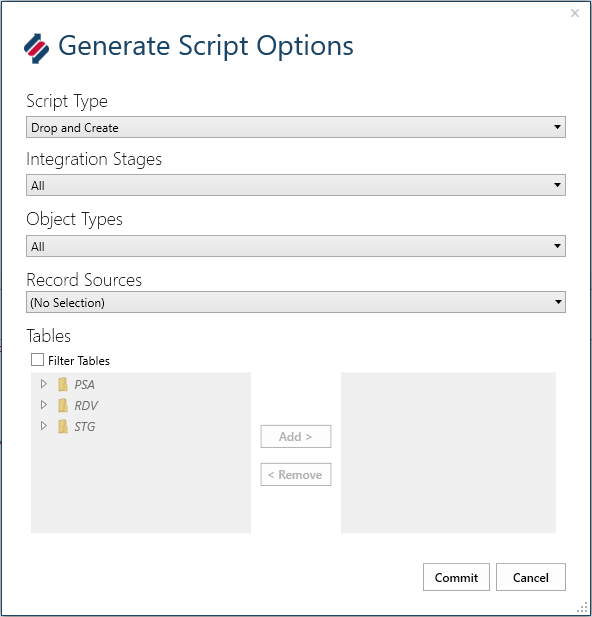 Generate Script Options
Script Type
Drop and Create
Integration Stages
All
Object Types
All
Record Sources
(No Selection)
Tables
Filter Tables
PSA
RDV
STG
Add >
< Remove
Commit
Cancel